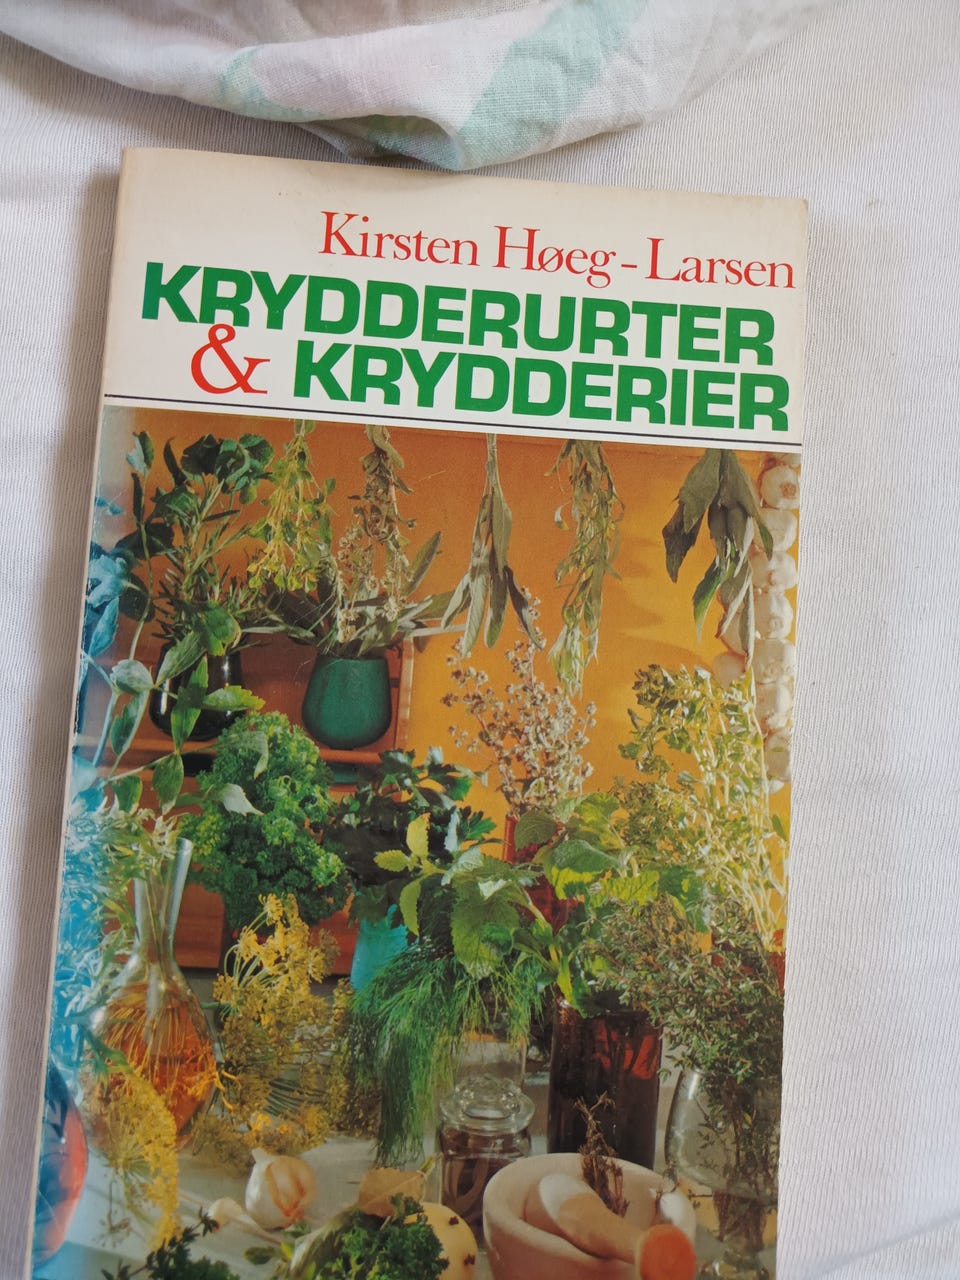 Kirsten Høeg-Larsen
KRYDDERURTER
& KRYDDERIER